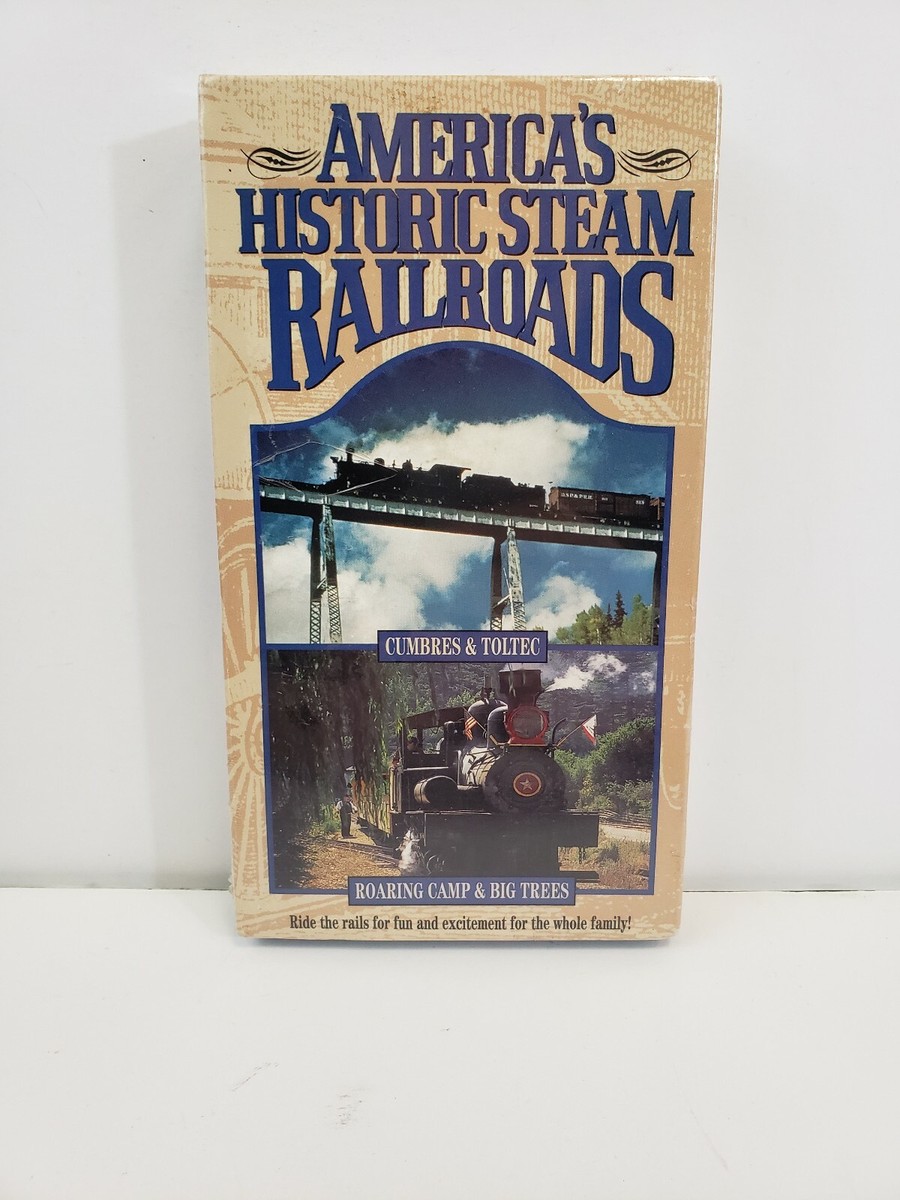 AMERICA'S
HISTORIC STEAM
RAILROADS
CUMBRES & TOLTEC
ROARING CAMP & BIG TREES
Ride the rails for fun and excitement for the whole family!